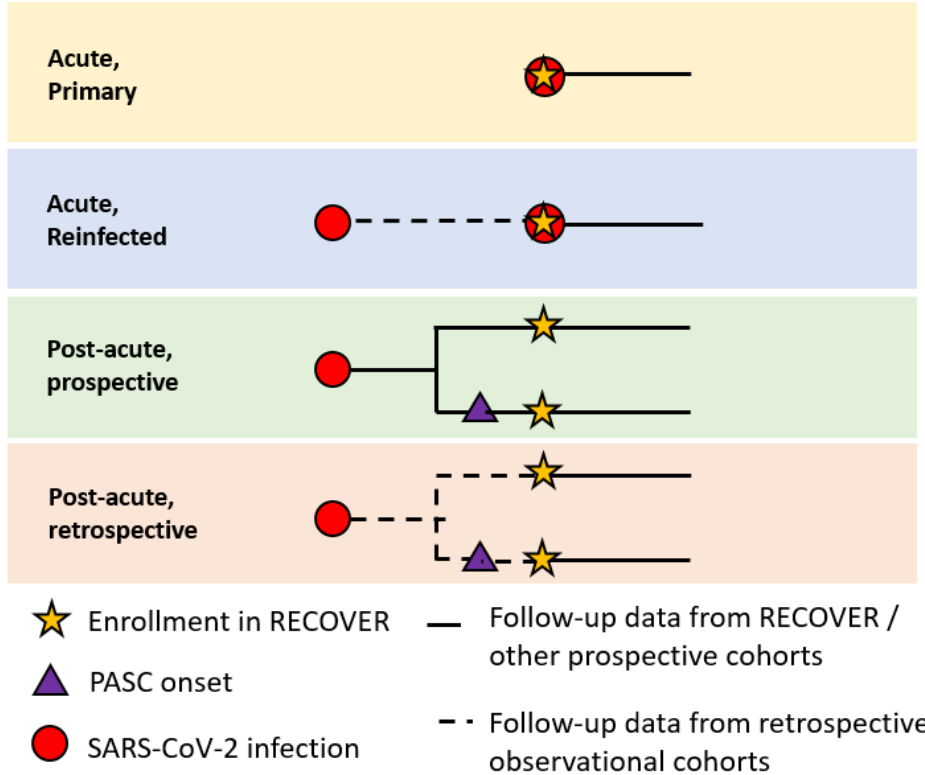 Acute,
Primary
Acute,
Reinfected
Post-acute,
prospective
Post-acute,
retrospective
Enrollment in RECOVER
PASC onset
SARS-CoV-2 infection
Follow-up data from RECOVER /
other prospective cohorts
Follow-up data from retrospective
observational cohorts